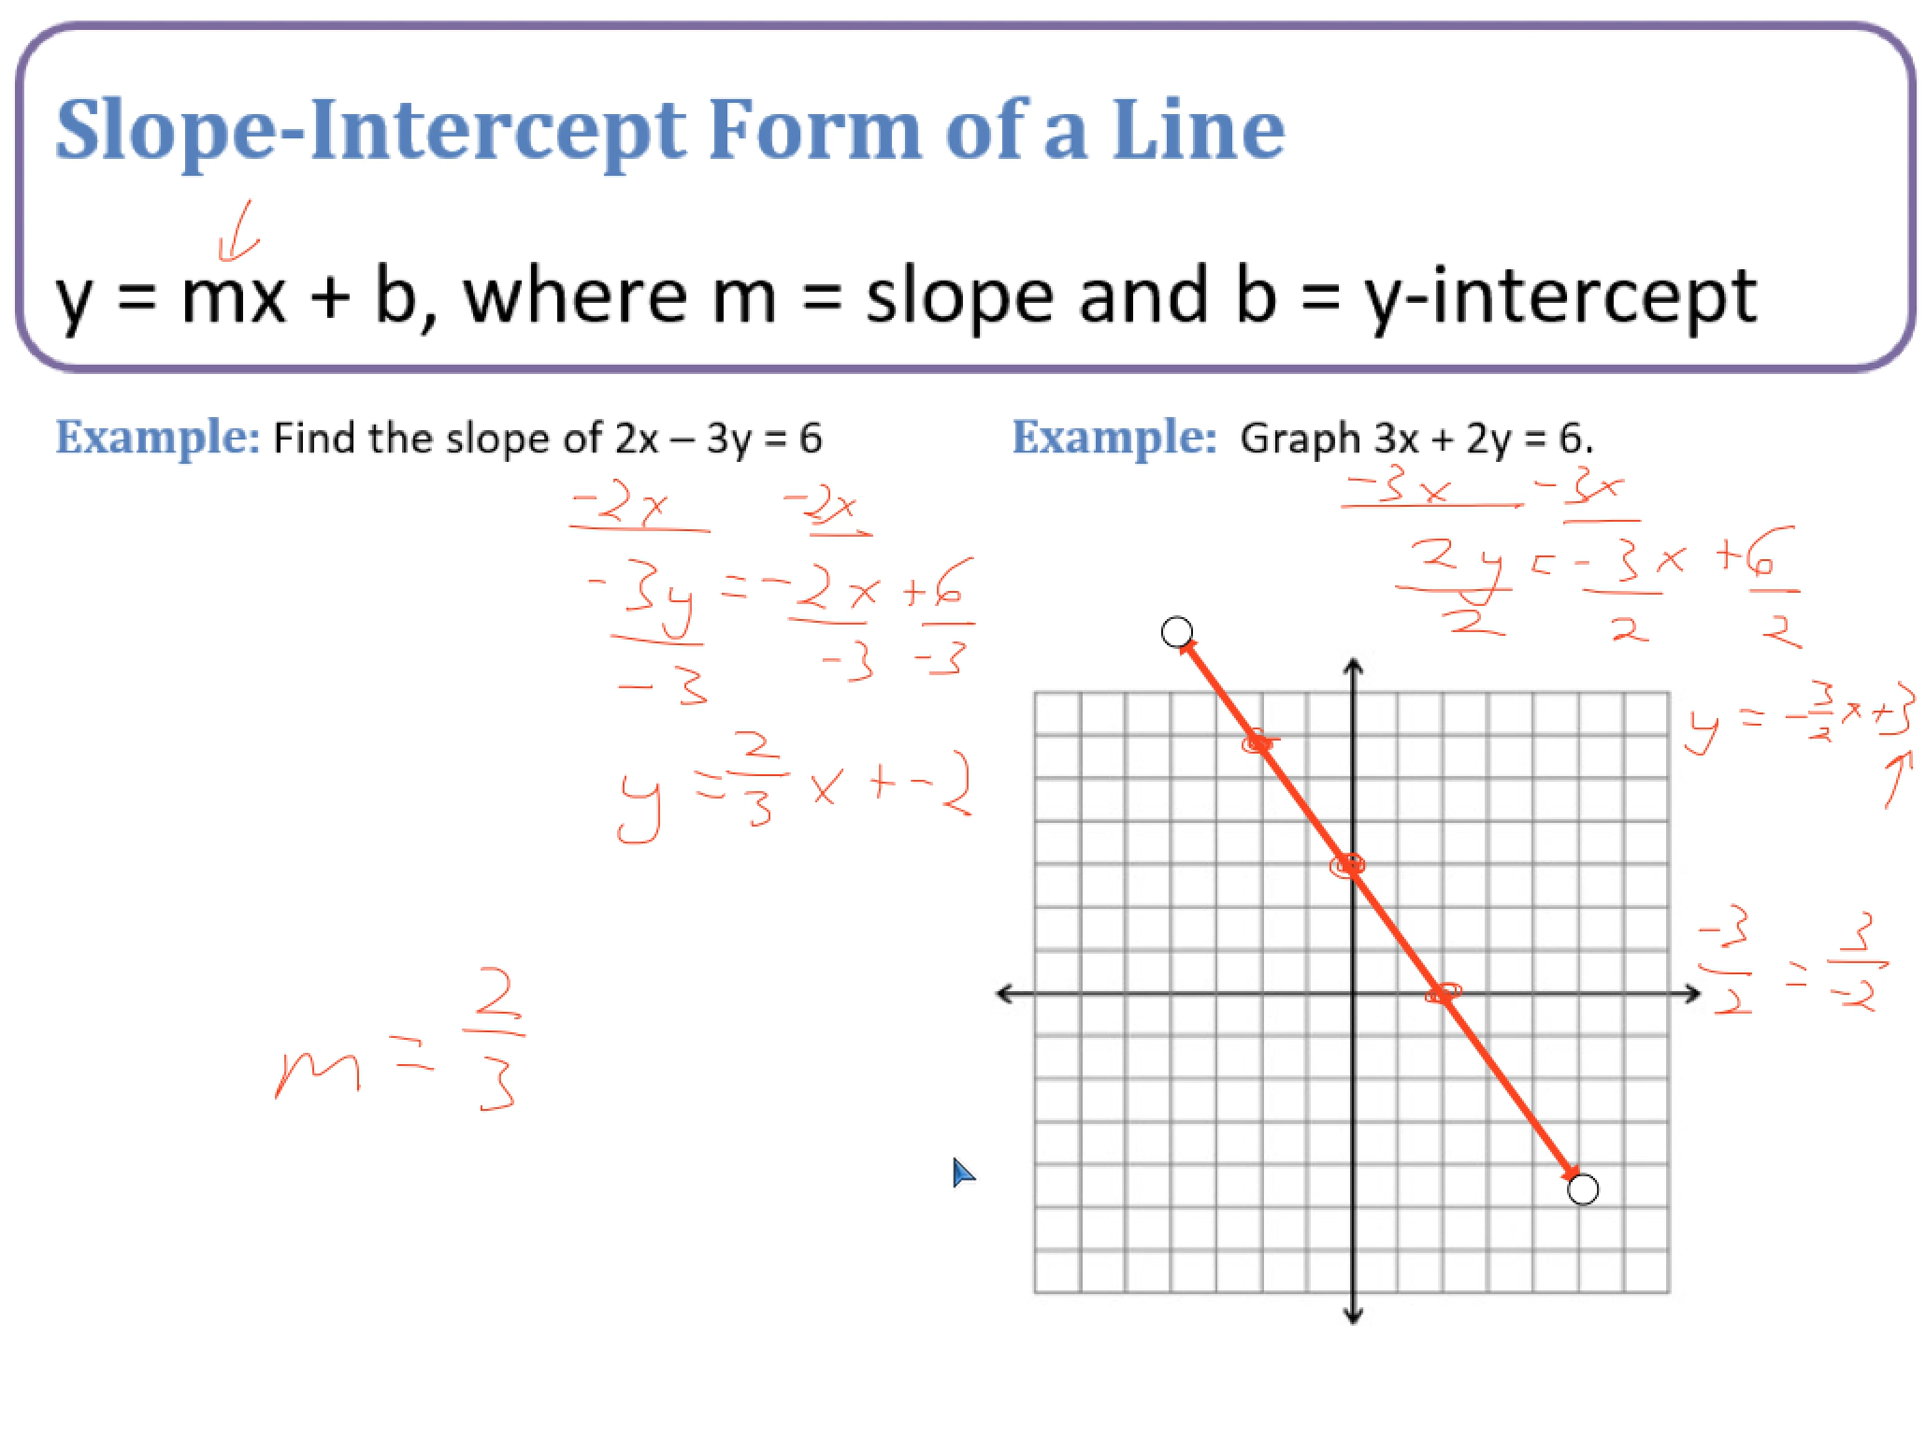 Slope-Intercept Form of a Line
y = mx + b, where m = slope and b = y-intercept
Example: Find the slope of 2x – 3y = 6
-2x -2x
-3y = -2x +6
-3 -3 -3
y = 2/3 x + -2
m = 2/3
Example: Graph 3x + 2y = 6.
-3x -3x
2y = -3x +6
2 2 2
y = -3/2 x +3
-3/2 = 3/-2